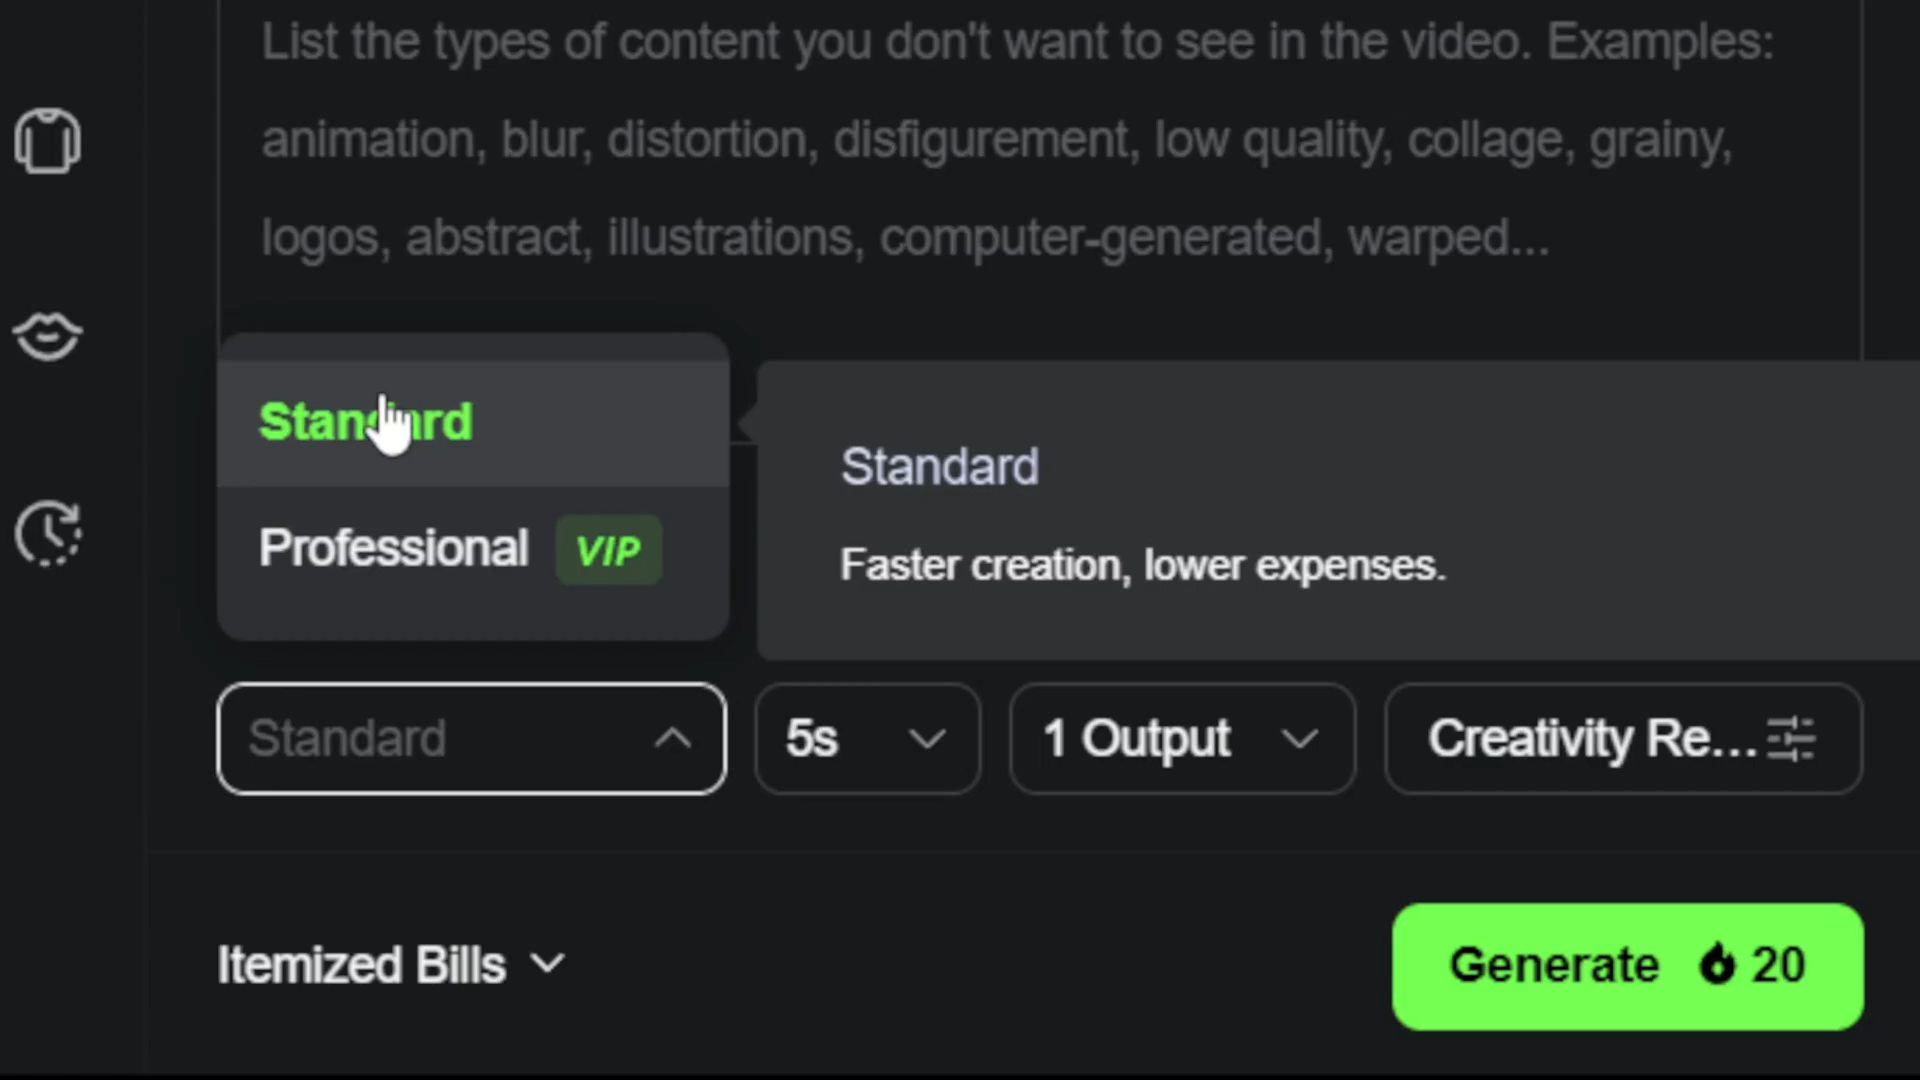 List the types of content you don't want to see in the video. Examples:
animation, blur, distortion, disfigurement, low quality, collage, grainy,
logos, abstract, illustrations, computer-generated, warped...
Standard
Professional VIP
Standard
Faster creation, lower expenses.
Standard 5s 1 Output Creativity Re...
Itemized Bills Generate 20